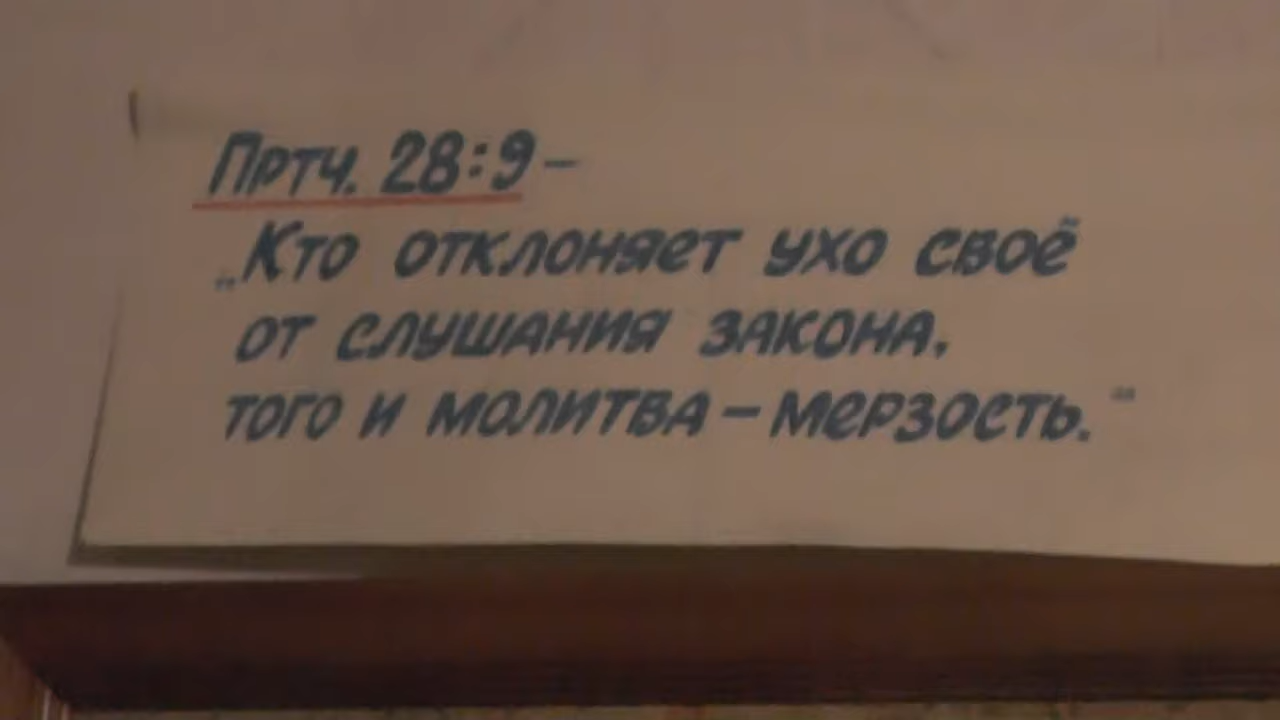 Пртч. 28:9 –
„Кто отклоняет ухо своё
от слушания закона,
того и молитва – мерзость.“